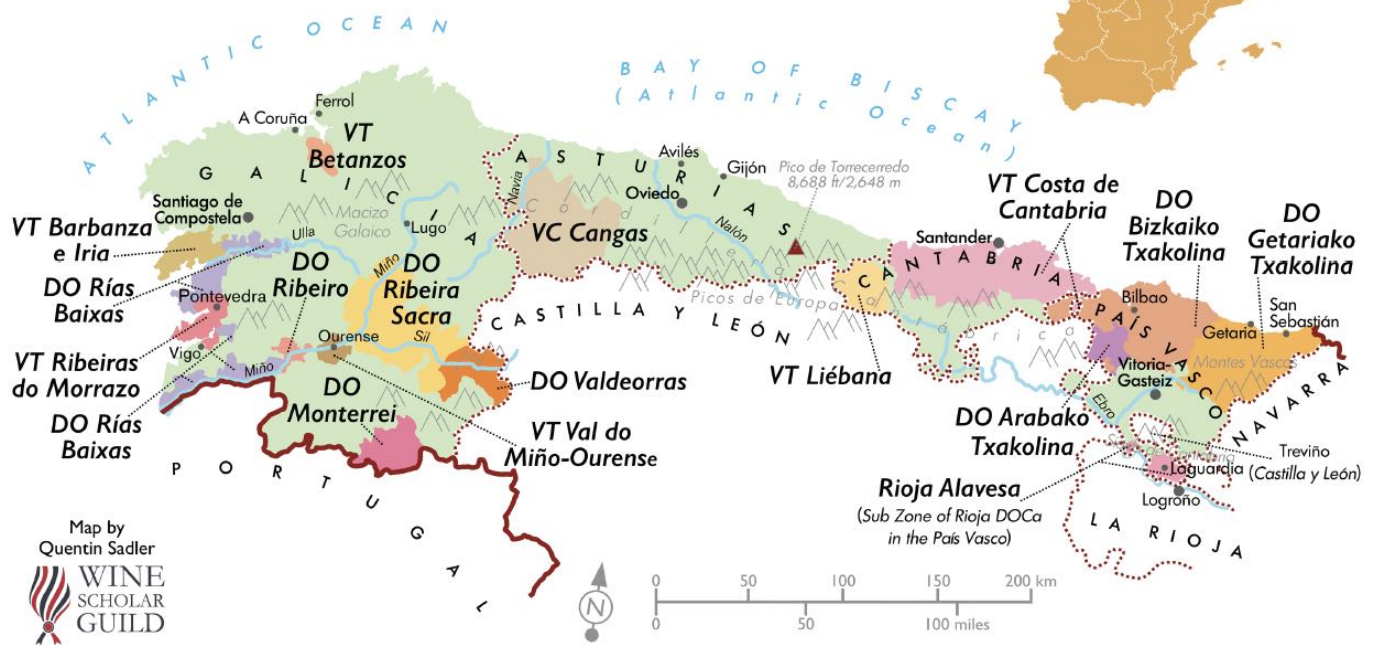 ATLANTIC OCEAN
BAY OF BISCAY
(Atlantic Ocean)
Ferrol
A Coruña
VT
Betanzos
GALICIA
Santiago de
Compostela
Macizo
Galaico
Lugo
Ulla
VT Barbanza
e Iria
DO Rías
Baixas
Pontevedra
DO
Ribeiro
Miño
DO
Ribeira
Sacra
Sil
Ourense
Vigo
Miño
VT Ribeiras
do Morrazo
DO Rías
Baixas
DO
Monterrei
DO Valdeorras
VT Val do
Miño-Ourense
PORTUGAL
ASTURIAS
Navia
VC Cangas
Avilés
Gijón
Oviedo
Nalón
Pico de Torrecerredo
8,688 ft/2,648 m
Cordillera Cantábrica
Picos de Europa
CASTILLA Y LEÓN
VT Liébana
VT Costa de
Cantabria
Santander
CANTABRIA
DO
Bizkaiko
Txakolina
DO
Getariako
Txakolina
Bilbao
PAÍS VASCO
San
Sebastián
Getaria
Montes Vascos
Vitoria-
Gasteiz
Ebro
NAVARRA
DO Arabako
Txakolina
Treviño
(Castilla y León)
Laguardia
Logroño
Rioja Alavesa
(Sub Zone of Rioja DOCa
in the País Vasco)
LA RIOJA
Map by
Quentin Sadler
WINE
SCHOLAR
GUILD
N
0 50 100 150 200 km
0 50 100 miles